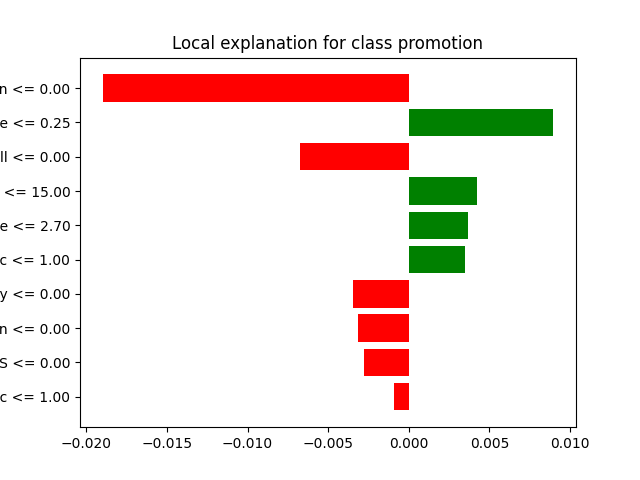 Local explanation for class promotion
n <= 0.00
e <= 0.25
ll <= 0.00
<= 15.00
e <= 2.70
c <= 1.00
y <= 0.00
n <= 0.00
S <= 0.00
c <= 1.00
−0.020 −0.015 −0.010 −0.005 0.000 0.005 0.010